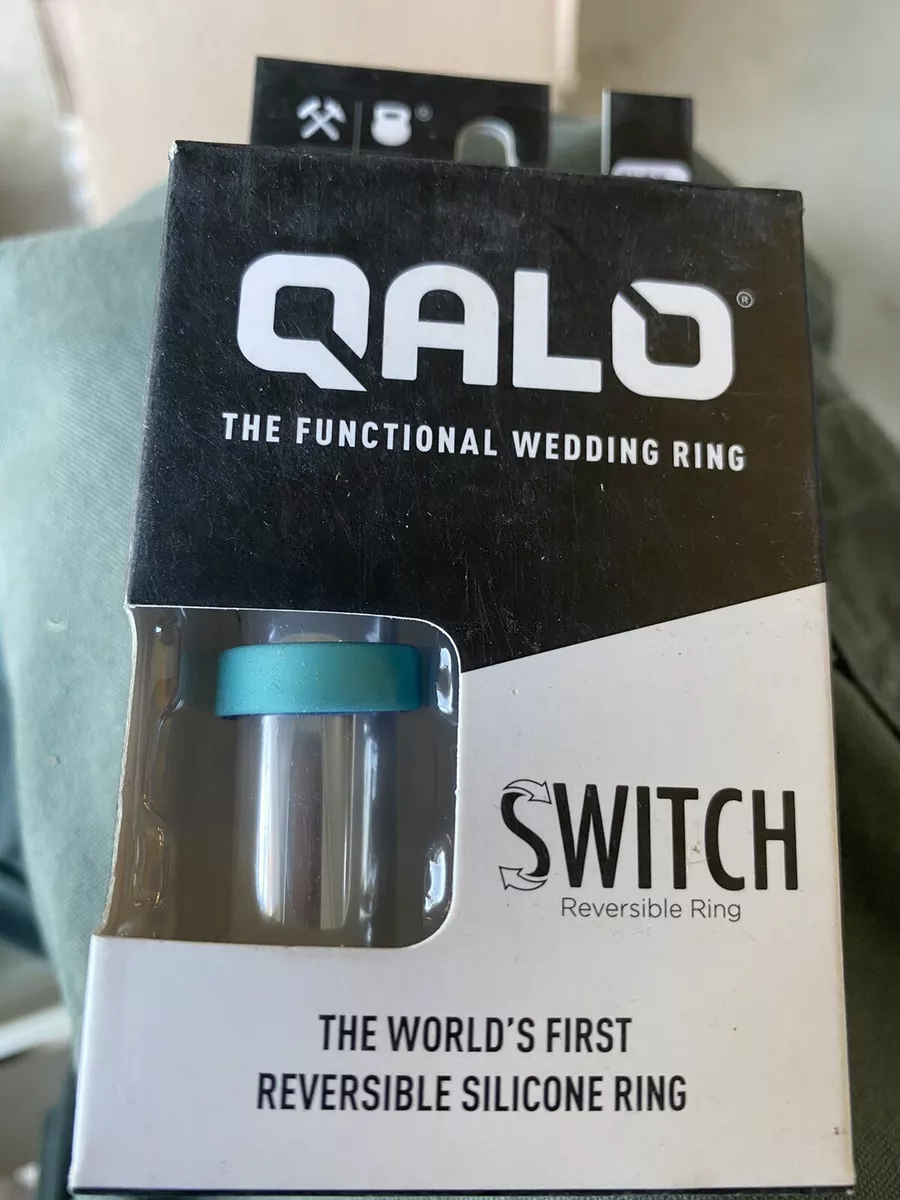 QALO®
THE FUNCTIONAL WEDDING RING
SWITCH
Reversible Ring
THE WORLD'S FIRST
REVERSIBLE SILICONE RING